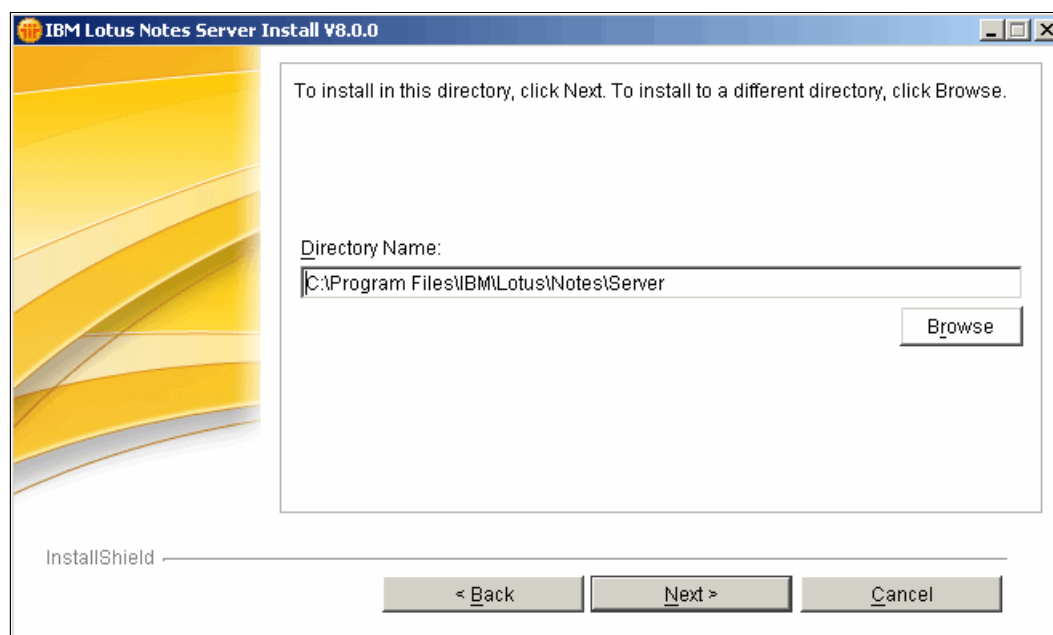 IBM Lotus Notes Server Install V8.0.0
To install in this directory, click Next. To install to a different directory, click Browse.
Directory Name:
C:\Program Files\IBM\Lotus\Notes\Server
Browse
InstallShield
< Back Next > Cancel